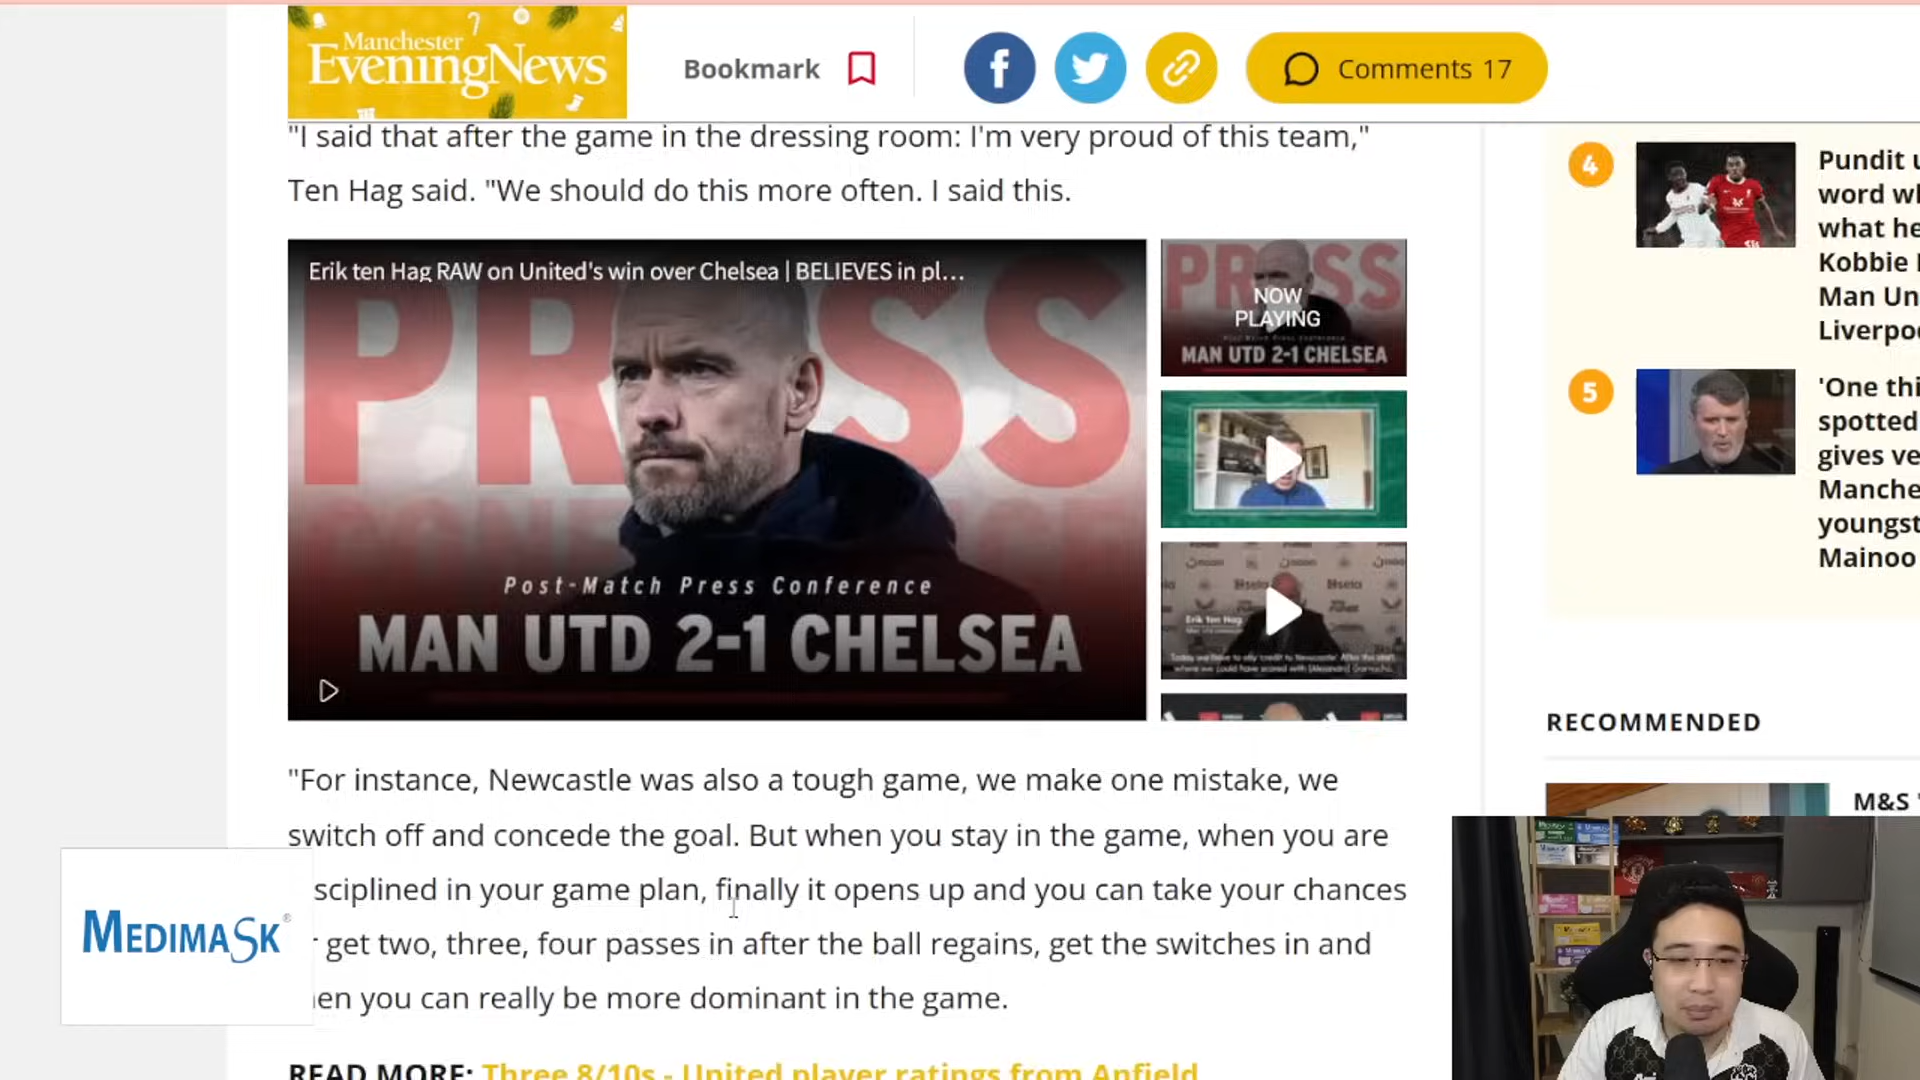 Manchester
EveningNews
Bookmark
Comments 17
"I said that after the game in the dressing room: I'm very proud of this team,"
Ten Hag said. "We should do this more often. I said this.
Erik ten Hag RAW on United's win over Chelsea | BELIEVES in pl...
PRESS
Post-Match Press Conference
MAN UTD 2-1 CHELSEA
PRESS
NOW
PLAYING
MAN UTD 2-1 CHELSEA
Erik ten Hag
"For instance, Newcastle was also a tough game, we make one mistake, we
switch off and concede the goal. But when you stay in the game, when you are
sciplined in your game plan, finally it opens up and you can take your chances
r get two, three, four passes in after the ball regains, get the switches in and
en you can really be more dominant in the game.
READ MORE: Three 8/10s - United player ratings from Anfield
4
Pundit u
word wh
what he
Kobbie
Man Un
Liverpoo
5
'One thi
spotted
gives ve
Manche
youngst
Mainoo
RECOMMENDED
M&S
MEDIMASK®